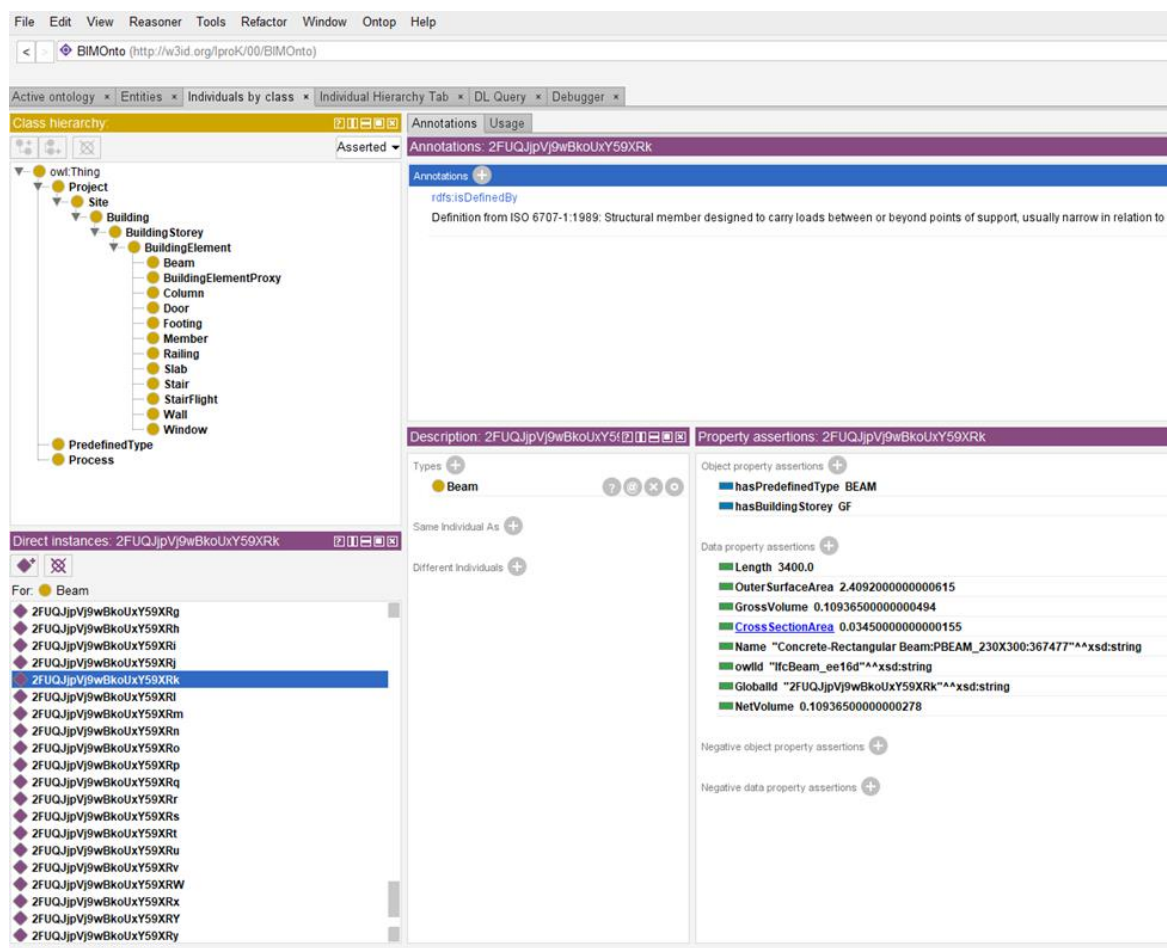 File Edit View Reasoner Tools Refactor Window Ontop Help
< > BIMOnto (http://w3id.org/IproK/00/BIMOnto)
Active ontology × Entities × Individuals by class × Individual Hierarchy Tab × DL Query × Debugger ×
Class hierarchy:
Asserted
owl:Thing
Project
Site
Building
BuildingStorey
BuildingElement
Beam
BuildingElementProxy
Column
Door
Footing
Member
Railing
Slab
Stair
StairFlight
Wall
Window
PredefinedType
Process
Annotations Usage
Annotations: 2FUQJjpVj9wBkoUxY59XRk
Annotations
rdfs:isDefinedBy
Definition from ISO 6707-1:1989: Structural member designed to carry loads between or beyond points of support, usually narrow in relation to
Direct instances: 2FUQJjpVj9wBkoUxY59XRk
For: Beam
2FUQJjpVj9wBkoUxY59XRg
2FUQJjpVj9wBkoUxY59XRh
2FUQJjpVj9wBkoUxY59XRi
2FUQJjpVj9wBkoUxY59XRj
2FUQJjpVj9wBkoUxY59XRk
2FUQJjpVj9wBkoUxY59XRl
2FUQJjpVj9wBkoUxY59XRm
2FUQJjpVj9wBkoUxY59XRn
2FUQJjpVj9wBkoUxY59XRo
2FUQJjpVj9wBkoUxY59XRp
2FUQJjpVj9wBkoUxY59XRq
2FUQJjpVj9wBkoUxY59XRr
2FUQJjpVj9wBkoUxY59XRs
2FUQJjpVj9wBkoUxY59XRt
2FUQJjpVj9wBkoUxY59XRu
2FUQJjpVj9wBkoUxY59XRv
2FUQJjpVj9wBkoUxY59XRW
2FUQJjpVj9wBkoUxY59XRx
2FUQJjpVj9wBkoUxY59XRY
2FUQJjpVj9wBkoUxY59XRy
Description: 2FUQJjpVj9wBkoUxY59
Types
Beam
Same Individual As
Different Individuals
Property assertions: 2FUQJjpVj9wBkoUxY59XRk
Object property assertions
hasPredefinedType BEAM
hasBuildingStorey GF
Data property assertions
Length 3400.0
OuterSurfaceArea 2.4092000000000615
GrossVolume 0.10936500000000494
CrossSectionArea 0.03450000000000155
Name "Concrete-Rectangular Beam:PBEAM_230X300:367477"^^xsd:string
owlId "IfcBeam_ee16d"^^xsd:string
GlobalId "2FUQJjpVj9wBkoUxY59XRk"^^xsd:string
NetVolume 0.10936500000000278
Negative object property assertions
Negative data property assertions